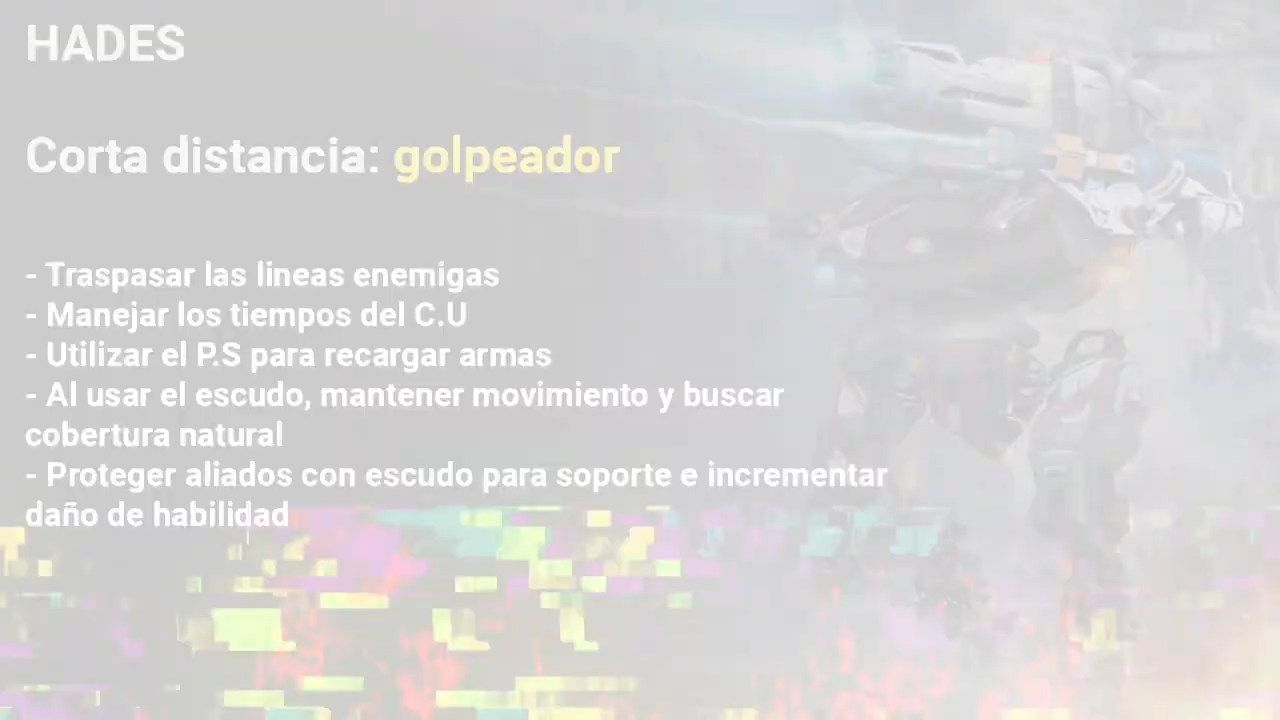 HADES
Corta distancia: golpeador
- Traspasar las lineas enemigas
- Manejar los tiempos del C.U
- Utilizar el P.S para recargar armas
- Al usar el escudo, mantener movimiento y buscar
cobertura natural
- Proteger aliados con escudo para soporte e incrementar
daño de habilidad